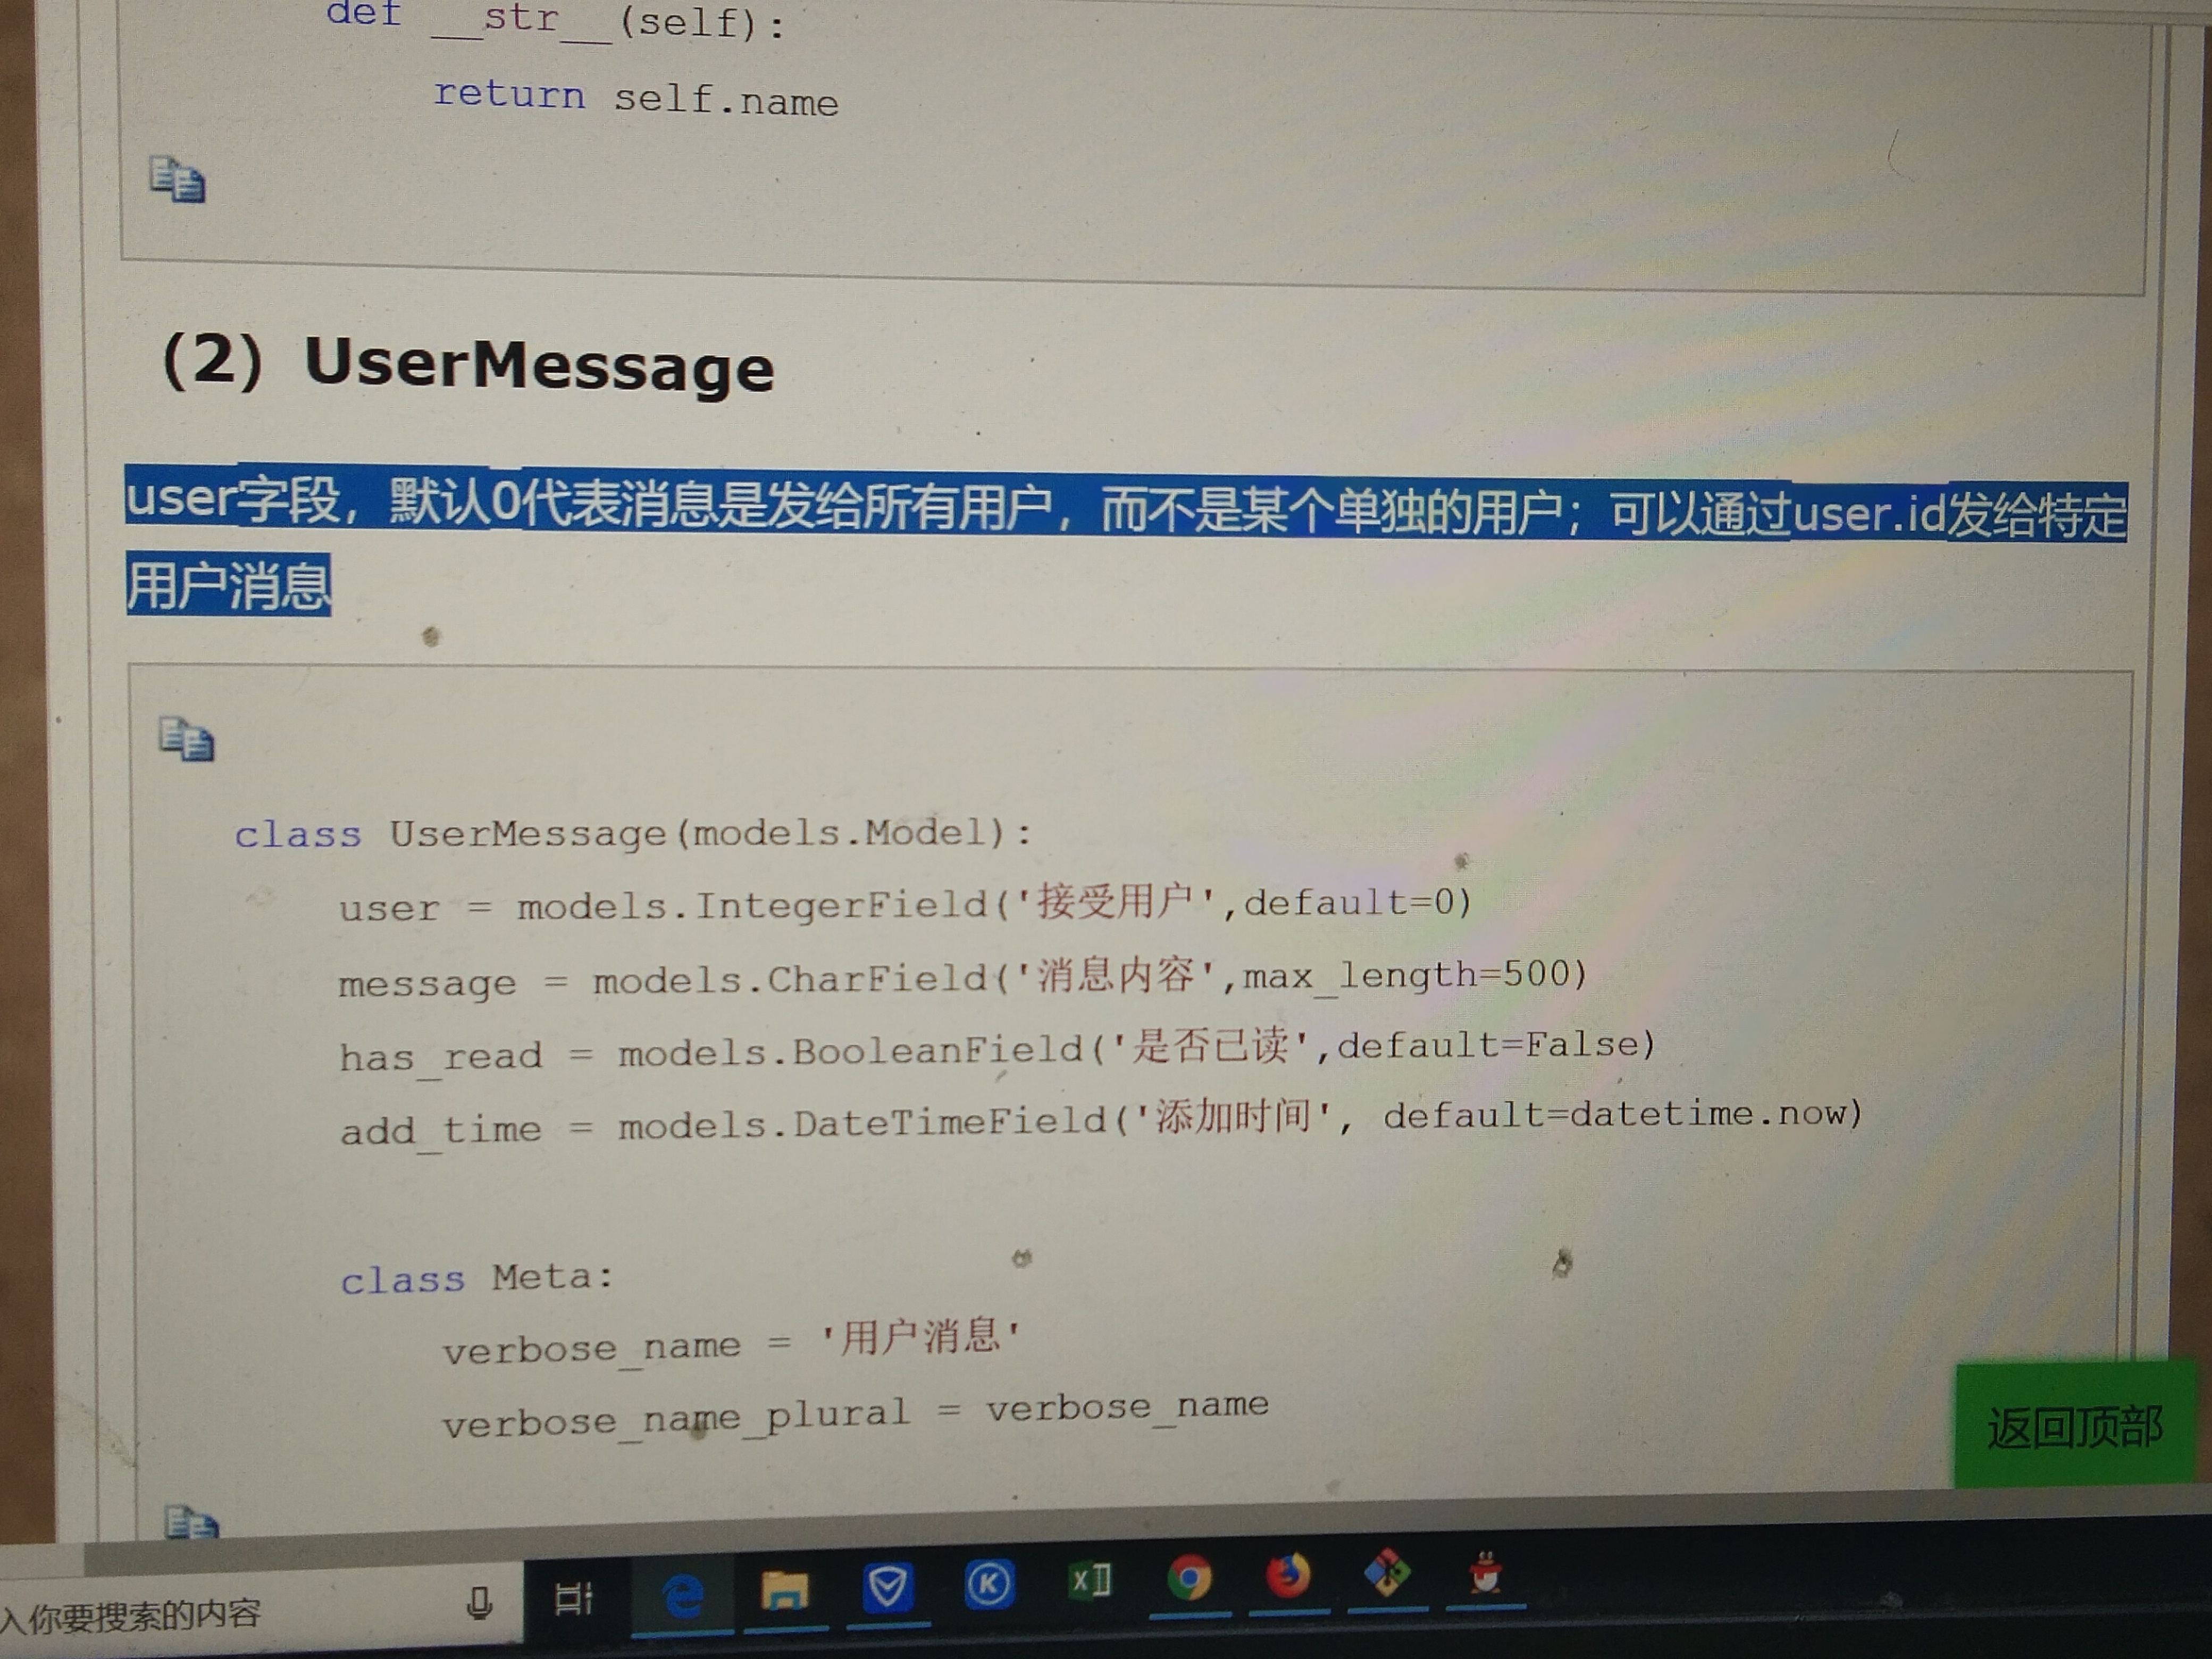 def __str__(self):
return self.name
（2）UserMessage
user字段，默认0代表消息是发给所有用户，而不是某个单独的用户；可以通过user.id发给特定
用户消息
class UserMessage(models.Model):
user = models.IntegerField('接受用户',default=0)
message = models.CharField('消息内容',max_length=500)
has_read = models.BooleanField('是否已读',default=False)
add_time = models.DateTimeField('添加时间', default=datetime.now)
class Meta:
verbose_name = '用户消息'
verbose_name_plural = verbose_name
返回顶部
入你要搜索的内容